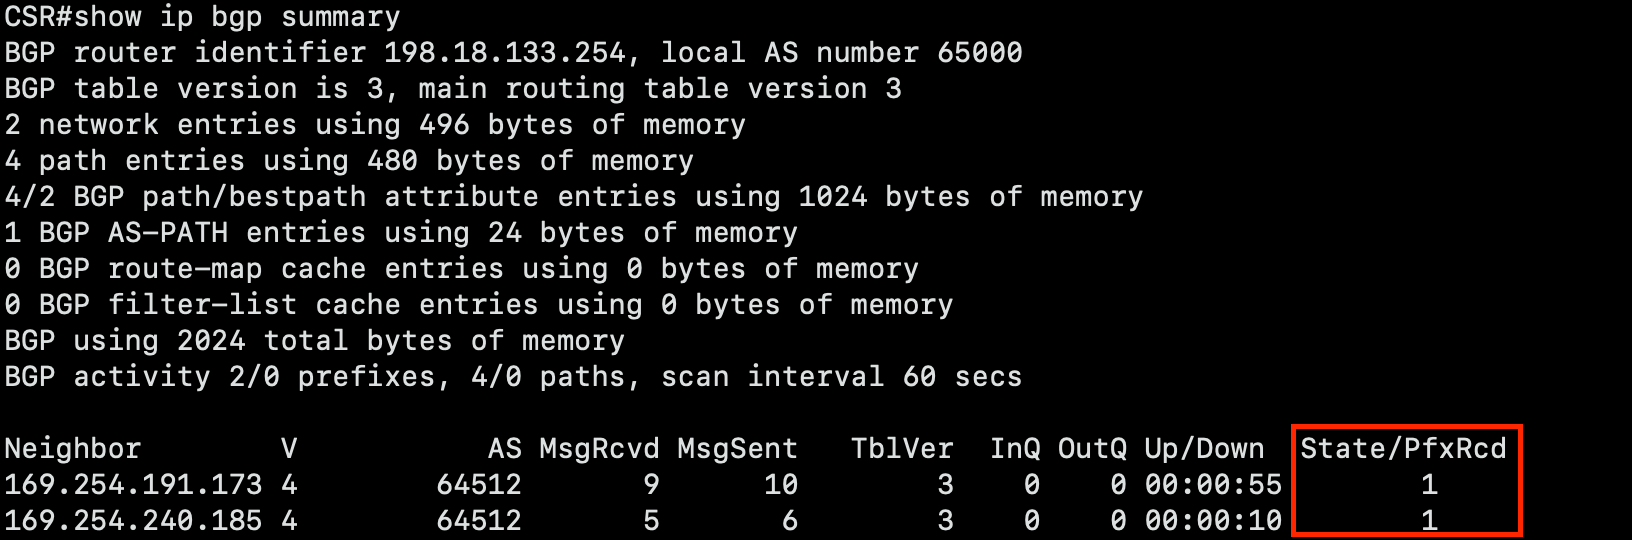 CSR#show ip bgp summary
BGP router identifier 198.18.133.254, local AS number 65000
BGP table version is 3, main routing table version 3
2 network entries using 496 bytes of memory
4 path entries using 480 bytes of memory
4/2 BGP path/bestpath attribute entries using 1024 bytes of memory
1 BGP AS-PATH entries using 24 bytes of memory
0 BGP route-map cache entries using 0 bytes of memory
0 BGP filter-list cache entries using 0 bytes of memory
BGP using 2024 total bytes of memory
BGP activity 2/0 prefixes, 4/0 paths, scan interval 60 secs
Neighbor        V           AS MsgRcvd MsgSent   TblVer  InQ OutQ Up/Down  State/PfxRcd
169.254.191.173 4        64512       9      10        3    0    0 00:00:55        1
169.254.240.185 4        64512       5       6        3    0    0 00:00:10        1